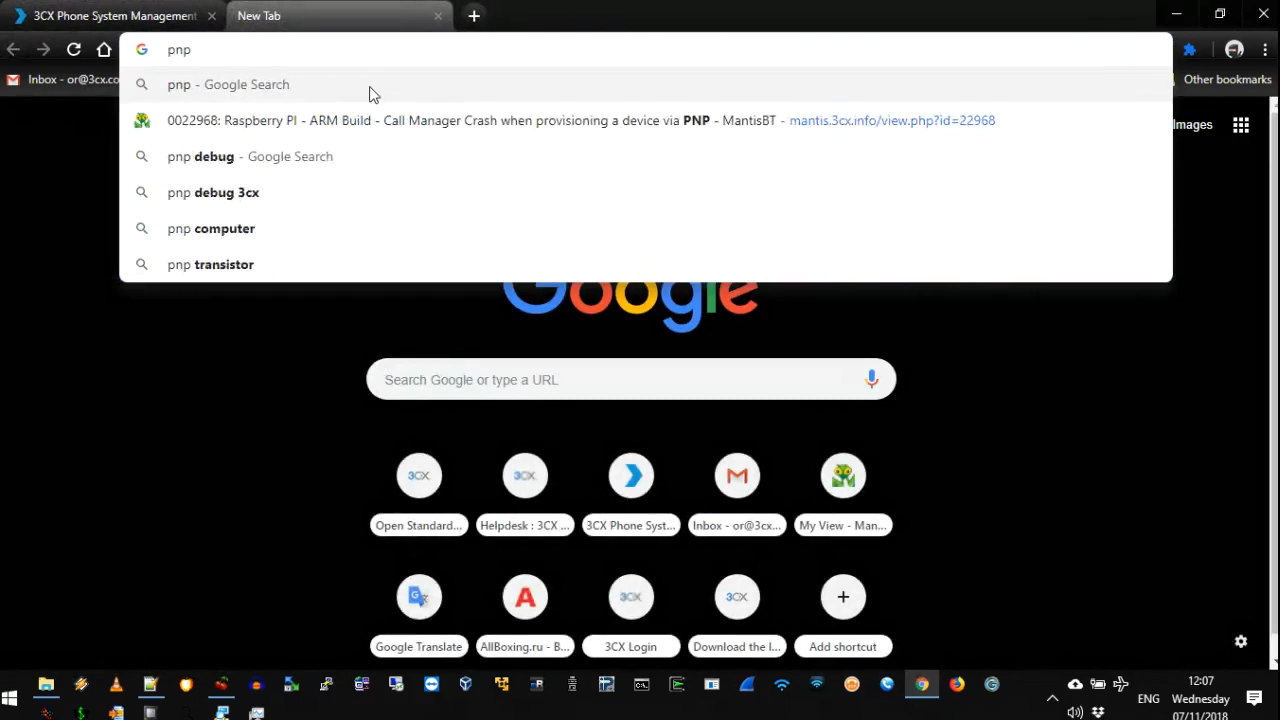 3CX Phone System Management
New Tab
pnp
Inbox - or@3cx.co
Other bookmarks
pnp - Google Search
0022968: Raspberry PI - ARM Build - Call Manager Crash when provisioning a device via PNP - MantisBT - mantis.3cx.info/view.php?id=22968
Images
pnp debug - Google Search
pnp debug 3cx
pnp computer
pnp transistor
Google
Search Google or type a URL
3CX
3CX
Open Standard...
Helpdesk : 3CX ...
3CX Phone Syst...
Inbox - or@3cx...
My View - Man...
3CX
3CX
Google Translate
AllBoxing.ru - B...
3CX Login
Download the l...
Add shortcut
12:07
ENG
Wednesday
07/11/2018